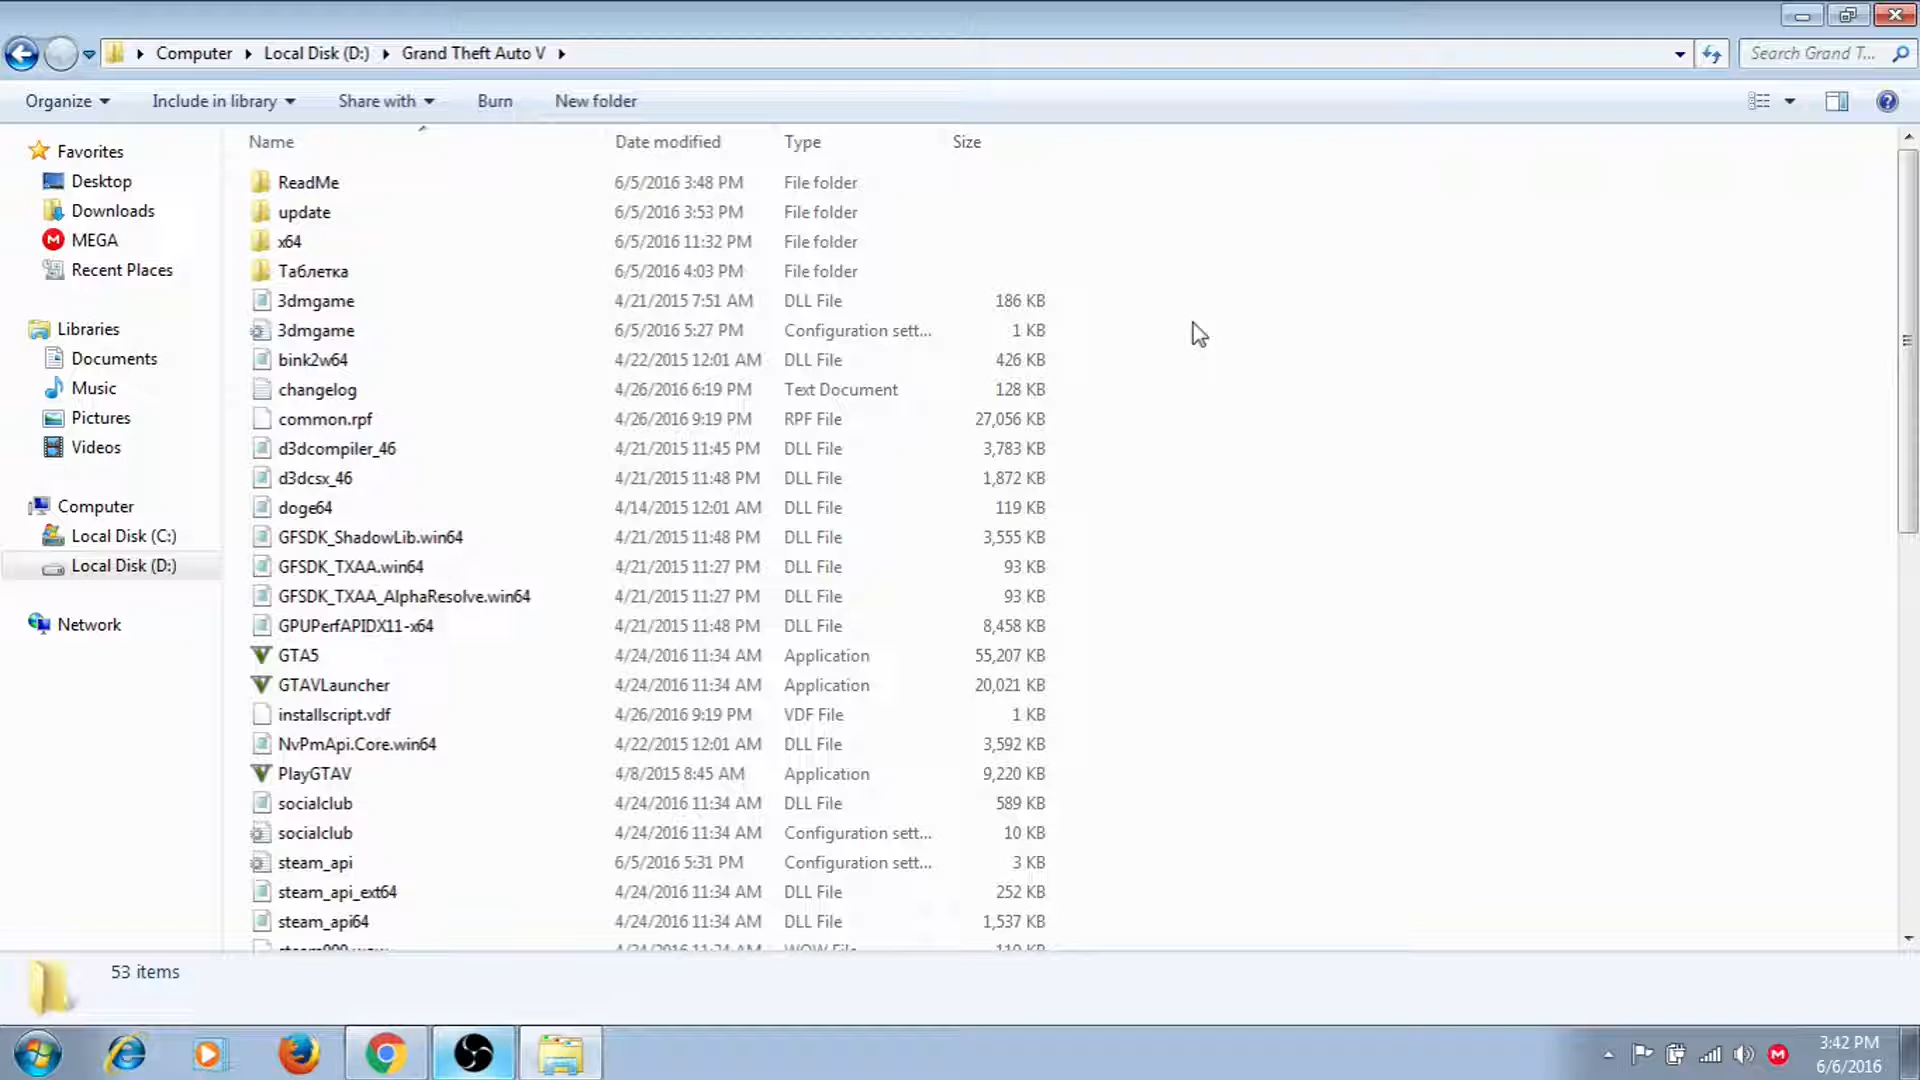 Computer Local Disk (D:) Grand Theft Auto V Search Grand T...
Organize Include in library Share with Burn New folder
Favorites
Desktop
Downloads
MEGA
Recent Places
Libraries
Documents
Music
Pictures
Videos
Computer
Local Disk (C:)
Local Disk (D:)
Network
Name Date modified Type Size
ReadMe 6/5/2016 3:48 PM File folder
update 6/5/2016 3:53 PM File folder
x64 6/5/2016 11:32 PM File folder
Таблетка 6/5/2016 4:03 PM File folder
3dmgame 4/21/2015 7:51 AM DLL File 186 KB
3dmgame 6/5/2016 5:27 PM Configuration sett... 1 KB
bink2w64 4/22/2015 12:01 AM DLL File 426 KB
changelog 4/26/2016 6:19 PM Text Document 128 KB
common.rpf 4/26/2016 9:19 PM RPF File 27,056 KB
d3dcompiler_46 4/21/2015 11:45 PM DLL File 3,783 KB
d3dcsx_46 4/21/2015 11:48 PM DLL File 1,872 KB
doge64 4/14/2015 12:01 AM DLL File 119 KB
GFSDK_ShadowLib.win64 4/21/2015 11:48 PM DLL File 3,555 KB
GFSDK_TXAA.win64 4/21/2015 11:27 PM DLL File 93 KB
GFSDK_TXAA_AlphaResolve.win64 4/21/2015 11:27 PM DLL File 93 KB
GPUPerfAPIDX11-x64 4/21/2015 11:48 PM DLL File 8,458 KB
GTA5 4/24/2016 11:34 AM Application 55,207 KB
GTAVLauncher 4/24/2016 11:34 AM Application 20,021 KB
installscript.vdf 4/26/2016 9:19 PM VDF File 1 KB
NvPmApi.Core.win64 4/22/2015 12:01 AM DLL File 3,592 KB
PlayGTAV 4/8/2015 8:45 AM Application 9,220 KB
socialclub 4/24/2016 11:34 AM DLL File 589 KB
socialclub 4/24/2016 11:34 AM Configuration sett... 10 KB
steam_api 6/5/2016 5:31 PM Configuration sett... 3 KB
steam_api_ext64 4/24/2016 11:34 AM DLL File 252 KB
steam_api64 4/24/2016 11:34 AM DLL File 1,537 KB
53 items
3:42 PM
6/6/2016